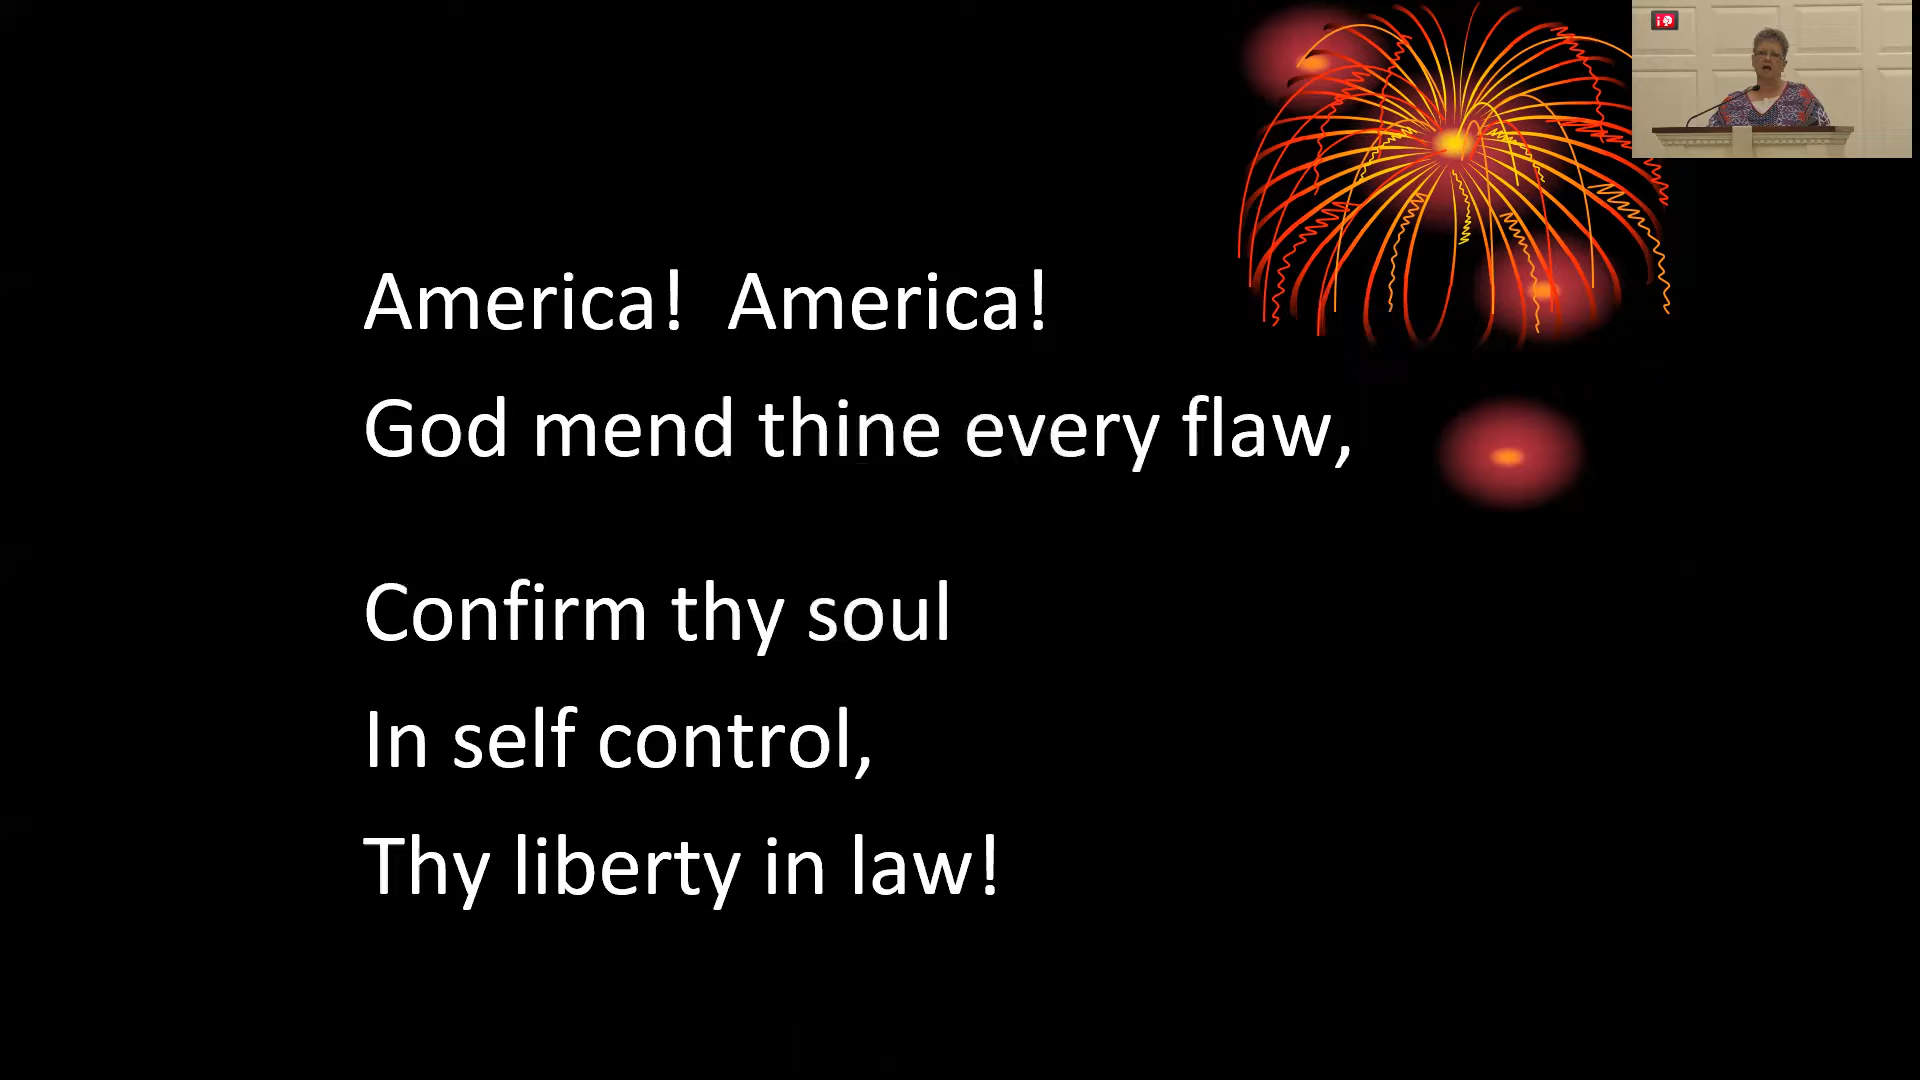 America!  America!
God mend thine every flaw,
Confirm thy soul
In self control,
Thy liberty in law!